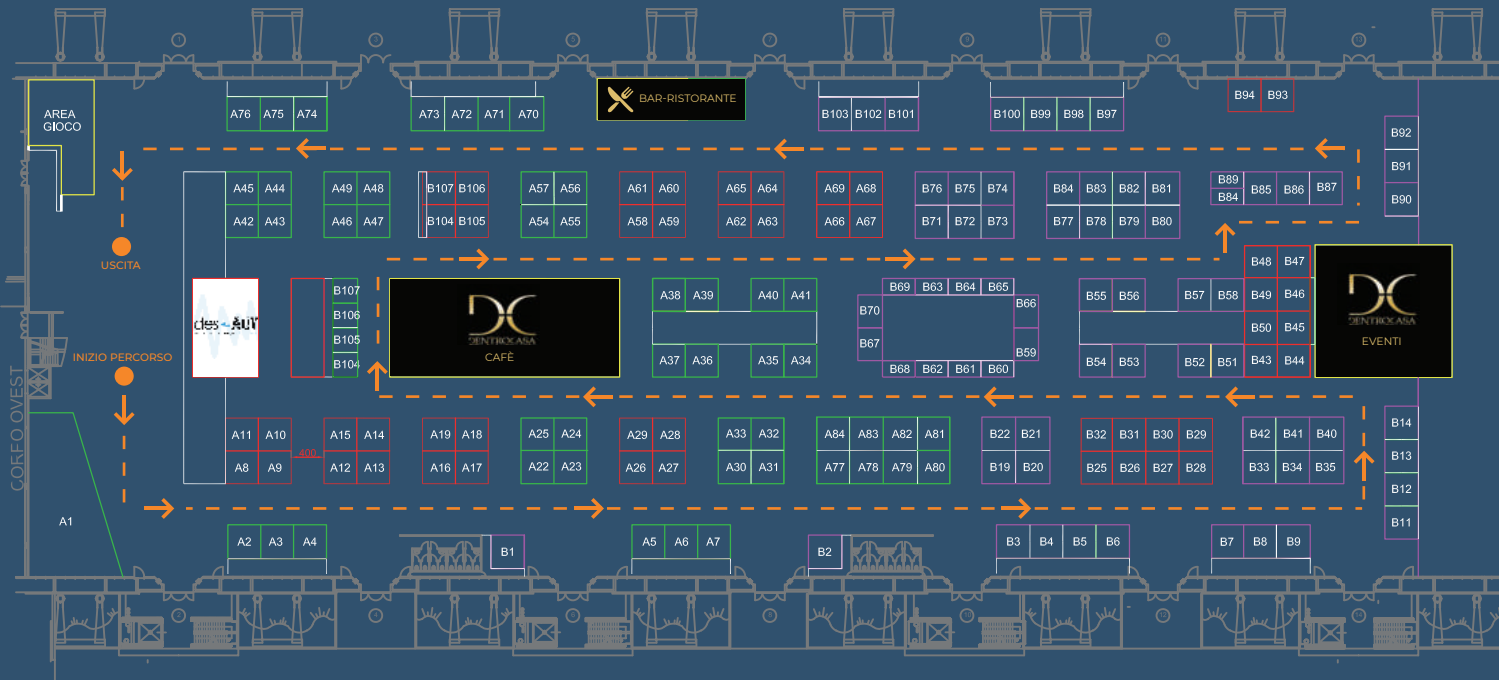 AREA
GIOCO
A76 A75 A74
A73 A72 A71 A70
BAR-RISTORANTE
B103 B102 B101
B100 B99 B98 B97
B94 B93
B92
B91
B90
A45 A44
A42 A43
A49 A48
A46 A47
B107 B106
B104 B105
A57 A56
A54 A55
A61 A60
A58 A59
A65 A64
A62 A63
A69 A68
A66 A67
B76 B75 B74
B71 B72 B73
B84 B83 B82 B81
B77 B78 B79 B80
B89
B84
B85 B86 B87
USCITA
B107
B106
B105
B104
DENTROCASA
CAFÈ
A38 A39
A40 A41
A37 A36
A35 A34
B69 B63 B64 B65
B70
B66
B67
B59
B68 B62 B61 B60
B55 B56
B57 B58
B54 B53
B52 B51
B48 B47
B49 B46
B50 B45
B43 B44
DENTROCASA
EVENTI
INIZIO PERCORSO
CORFO OVEST
A1
A11 A10
A8 A9
400
A15 A14
A12 A13
A19 A18
A16 A17
A25 A24
A22 A23
A29 A28
A26 A27
A33 A32
A30 A31
A84 A83 A82 A81
A77 A78 A79 A80
B22 B21
B19 B20
B32 B31 B30 B29
B25 B26 B27 B28
B42 B41 B40
B33 B34 B35
B14
B13
B12
B11
A2 A3 A4
B1
A5 A6 A7
B2
B3 B4 B5 B6
B7 B8 B9